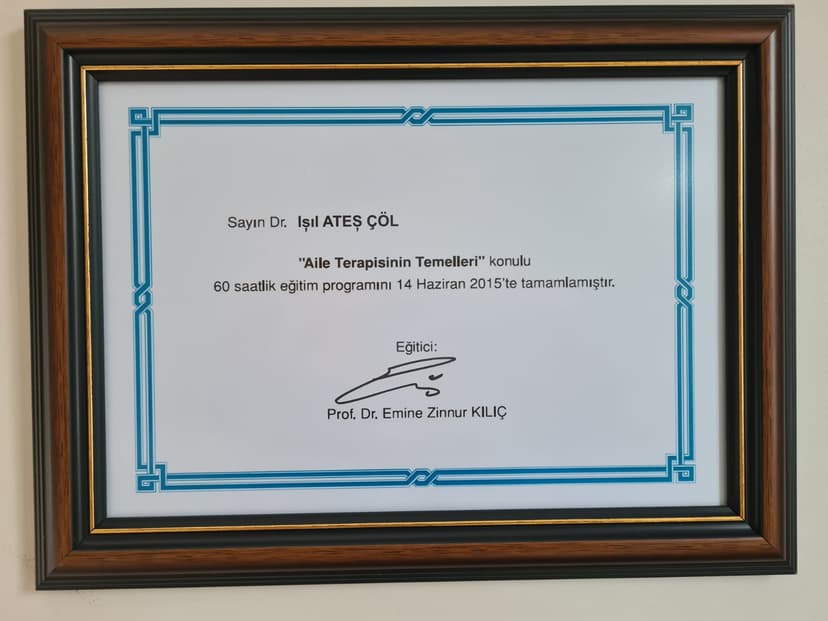 Sayın Dr. Işıl ATEŞ ÇÖL
"Aile Terapisinin Temelleri" konulu
60 saatlik eğitim programını 14 Haziran 2015'te tamamlamıştır.
Eğitici:
Prof. Dr. Emine Zinnur KILIÇ